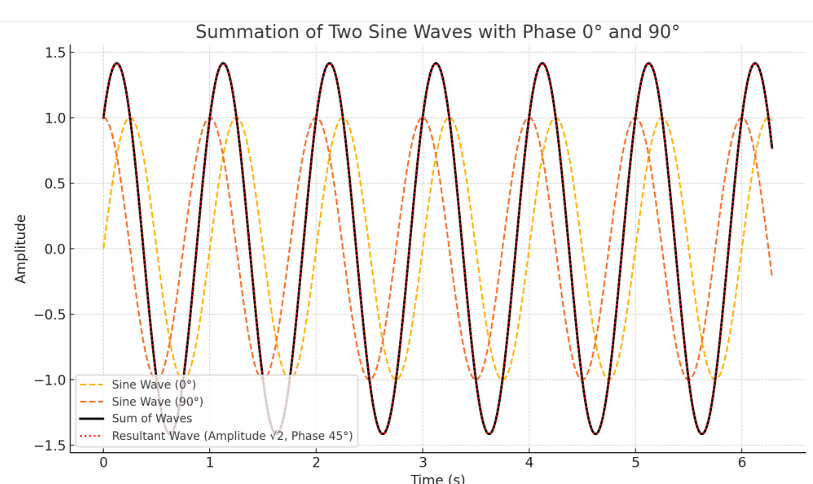 Summation of Two Sine Waves with Phase 0° and 90°
1.5
1.0
0.5
0.0
−0.5
−1.0
−1.5
Amplitude
Sine Wave (0°)
Sine Wave (90°)
Sum of Waves
Resultant Wave (Amplitude √2, Phase 45°)
0 1 2 3 4 5 6
Time (s)